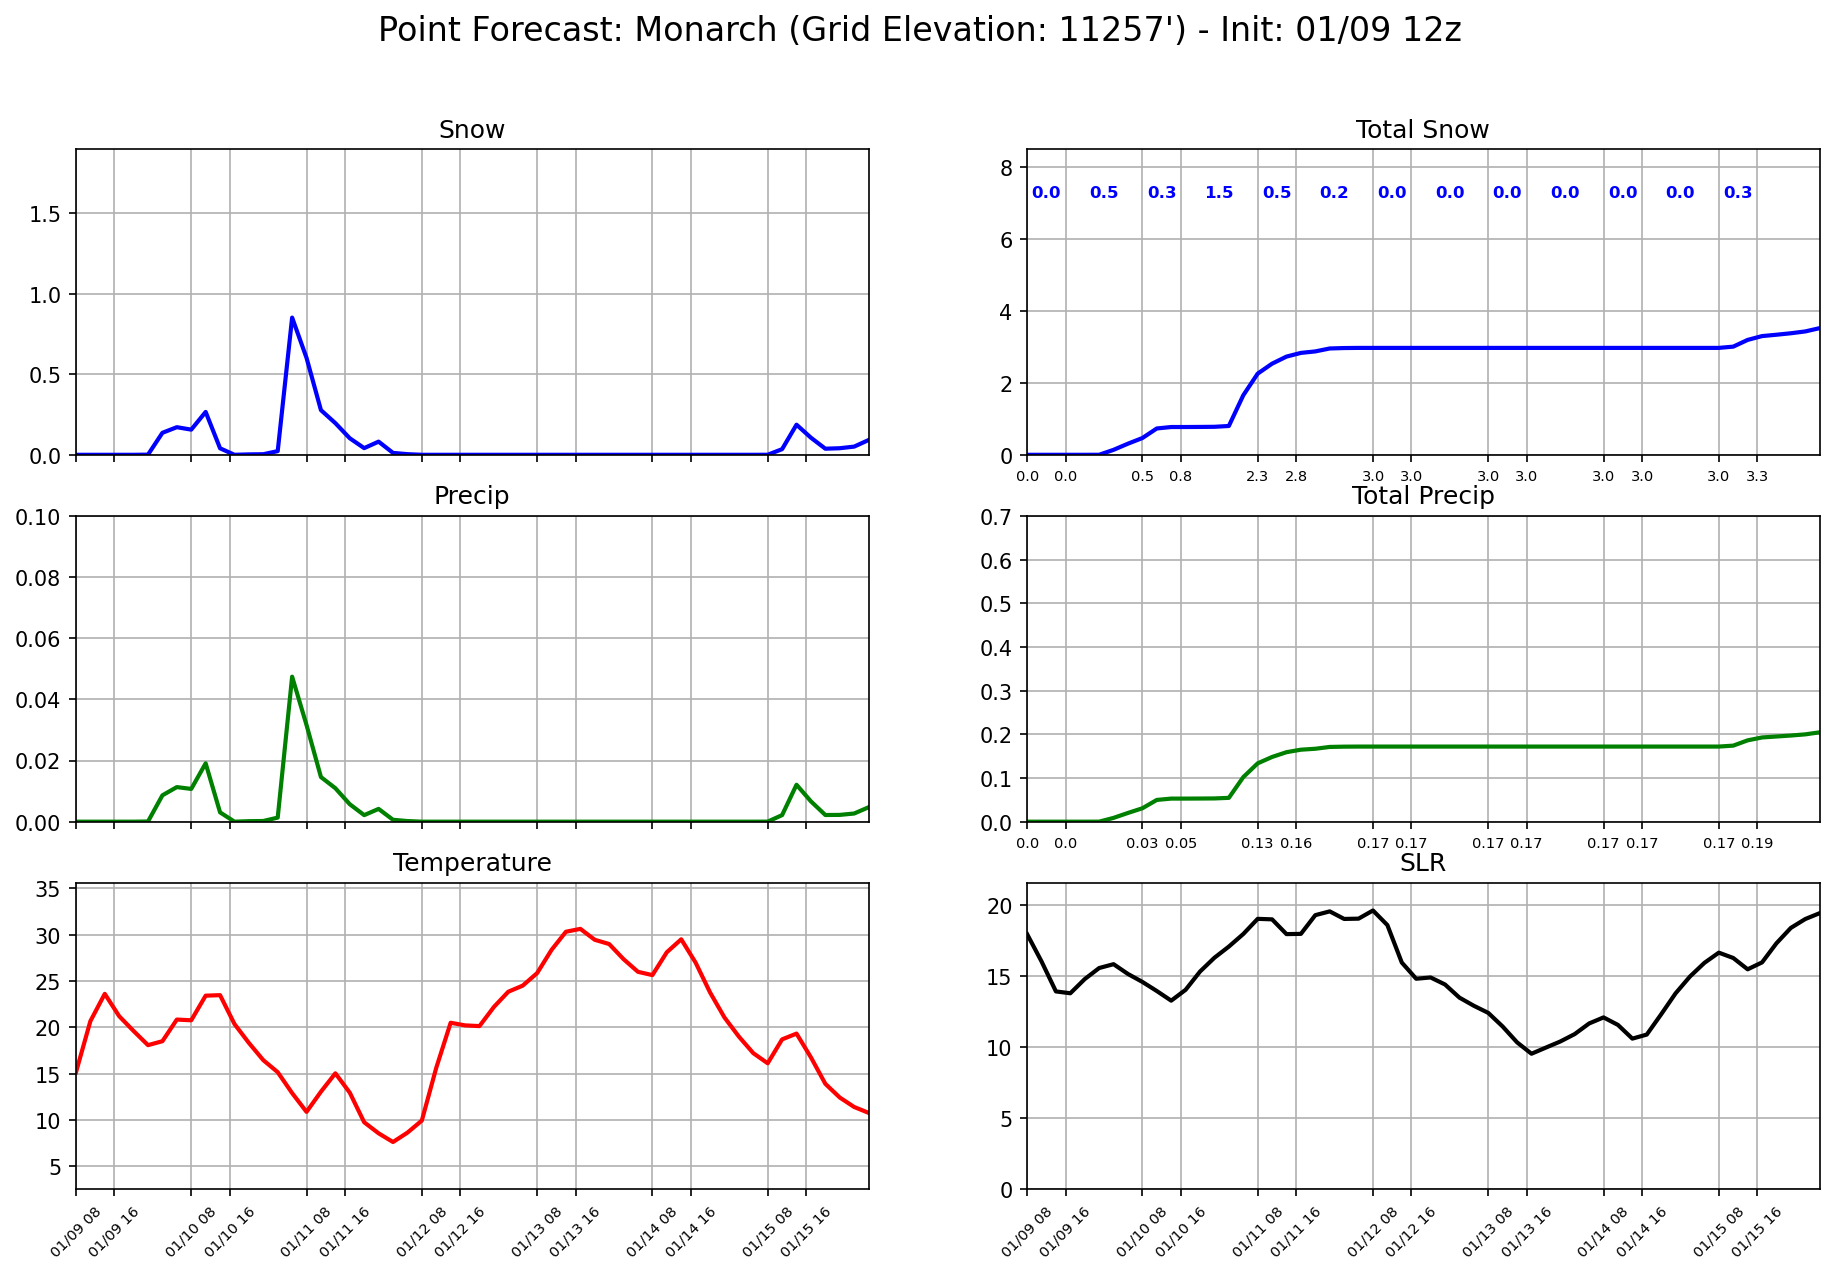 Point Forecast: Monarch (Grid Elevation: 11257') - Init: 01/09 12z
Snow
1.5
1.0
0.5
0.0
Total Snow
8
6
4
2
0
0.0 0.5 0.3 1.5 0.5 0.2 0.0 0.0 0.0 0.0 0.0 0.0 0.3
0.0 0.0 0.5 0.8 2.3 2.8 3.0 3.0 3.0 3.0 3.0 3.0 3.0 3.3
Precip
0.10
0.08
0.06
0.04
0.02
0.00
Total Precip
0.7
0.6
0.5
0.4
0.3
0.2
0.1
0.0
0.0 0.0 0.03 0.05 0.13 0.16 0.17 0.17 0.17 0.17 0.17 0.17 0.17 0.19
Temperature
35
30
25
20
15
10
5
01/09 08 01/09 16 01/10 08 01/10 16 01/11 08 01/11 16 01/12 08 01/12 16 01/13 08 01/13 16 01/14 08 01/14 16 01/15 08 01/15 16
SLR
20
15
10
5
0
01/09 08 01/09 16 01/10 08 01/10 16 01/11 08 01/11 16 01/12 08 01/12 16 01/13 08 01/13 16 01/14 08 01/14 16 01/15 08 01/15 16